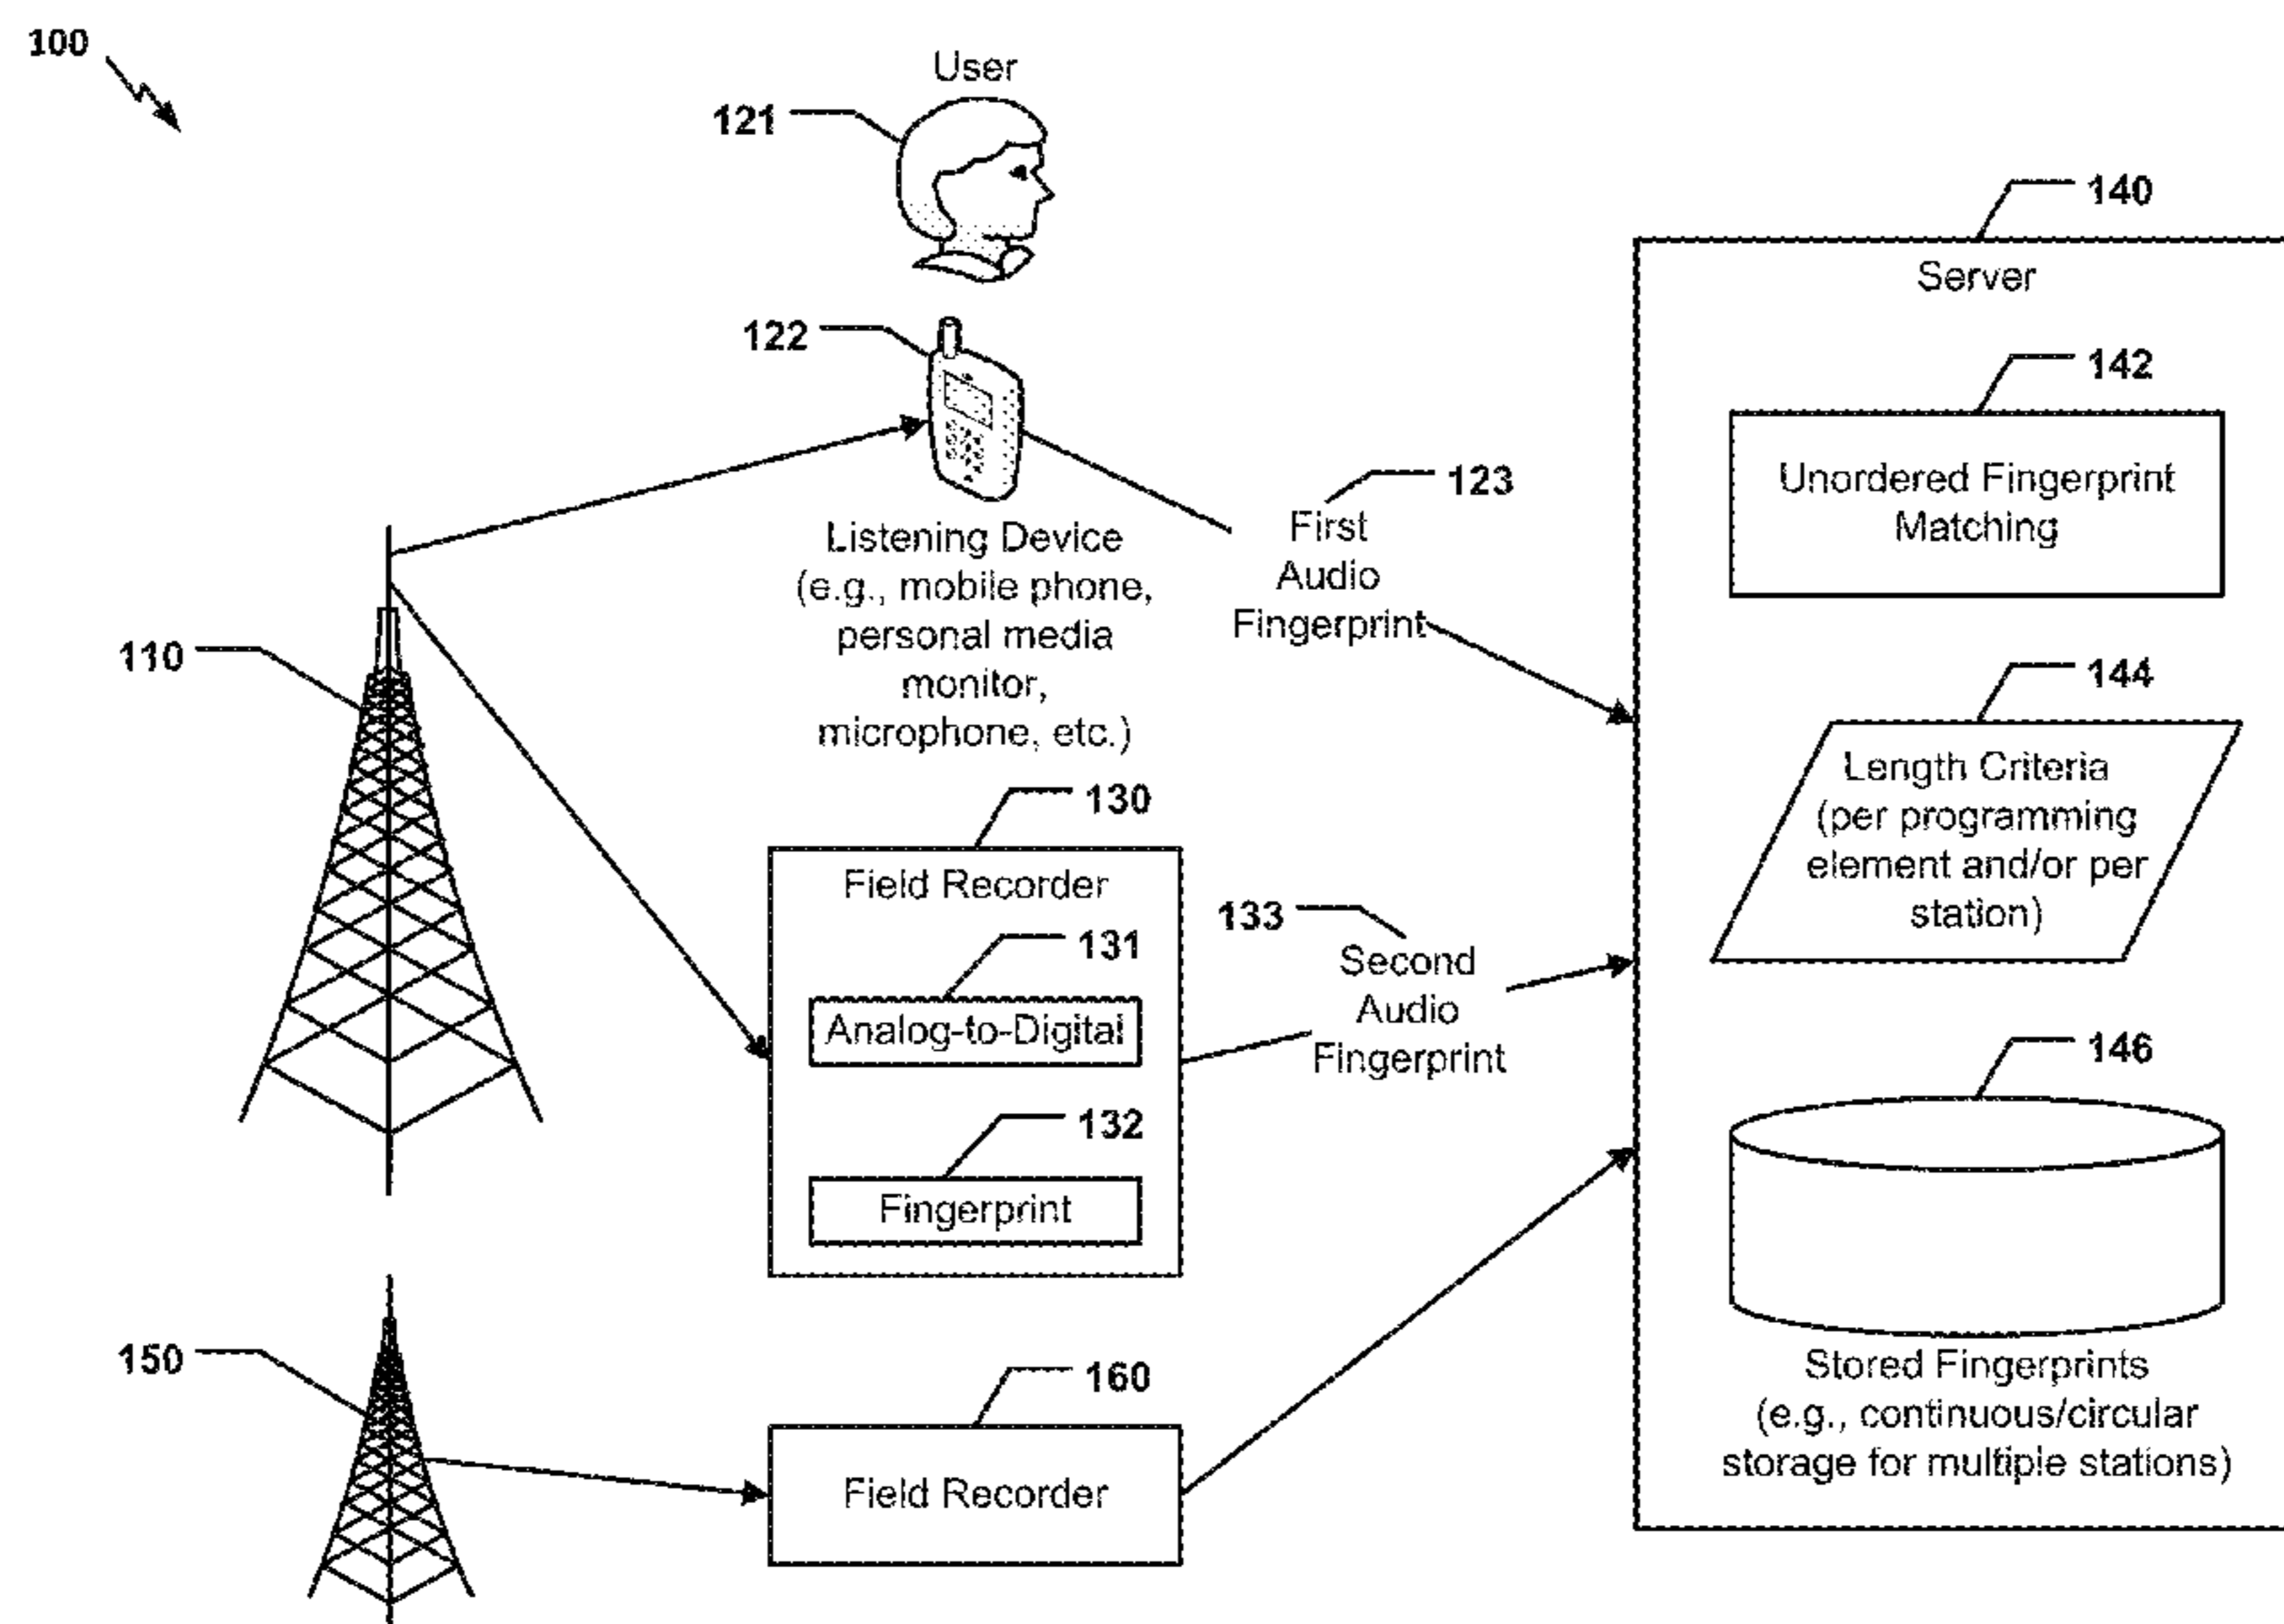 100
User
121
122
Listening Device
(e.g., mobile phone,
personal media
monitor,
microphone, etc.)
123
First
Audio
Fingerprint
110
130
Field Recorder
131
Analog-to-Digital
132
Fingerprint
133
Second
Audio
Fingerprint
150
160
Field Recorder
140
Server
142
Unordered Fingerprint
Matching
144
Length Criteria
(per programming
element and/or per
station)
146
Stored Fingerprints
(e.g., continuous/circular
storage for multiple stations)